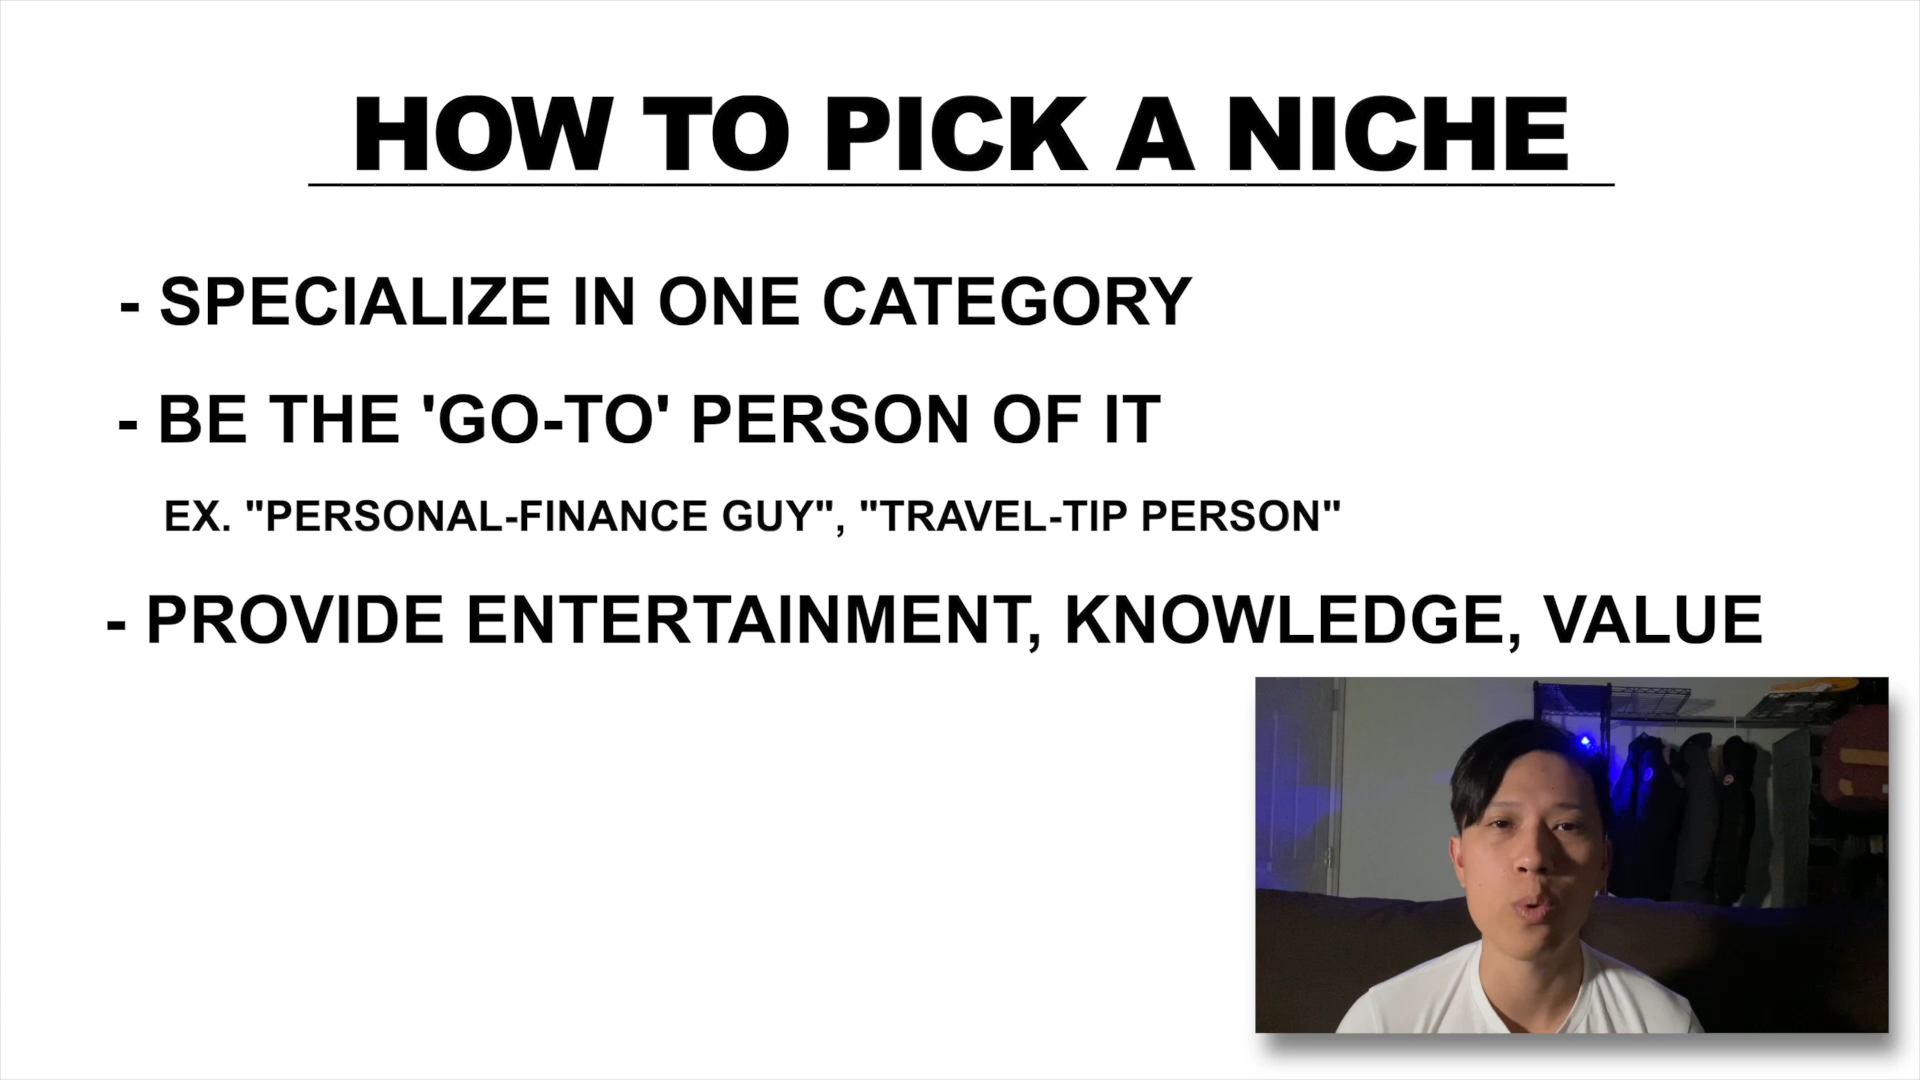 HOW TO PICK A NICHE
- SPECIALIZE IN ONE CATEGORY
- BE THE 'GO-TO' PERSON OF IT
EX. "PERSONAL-FINANCE GUY", "TRAVEL-TIP PERSON"
- PROVIDE ENTERTAINMENT, KNOWLEDGE, VALUE